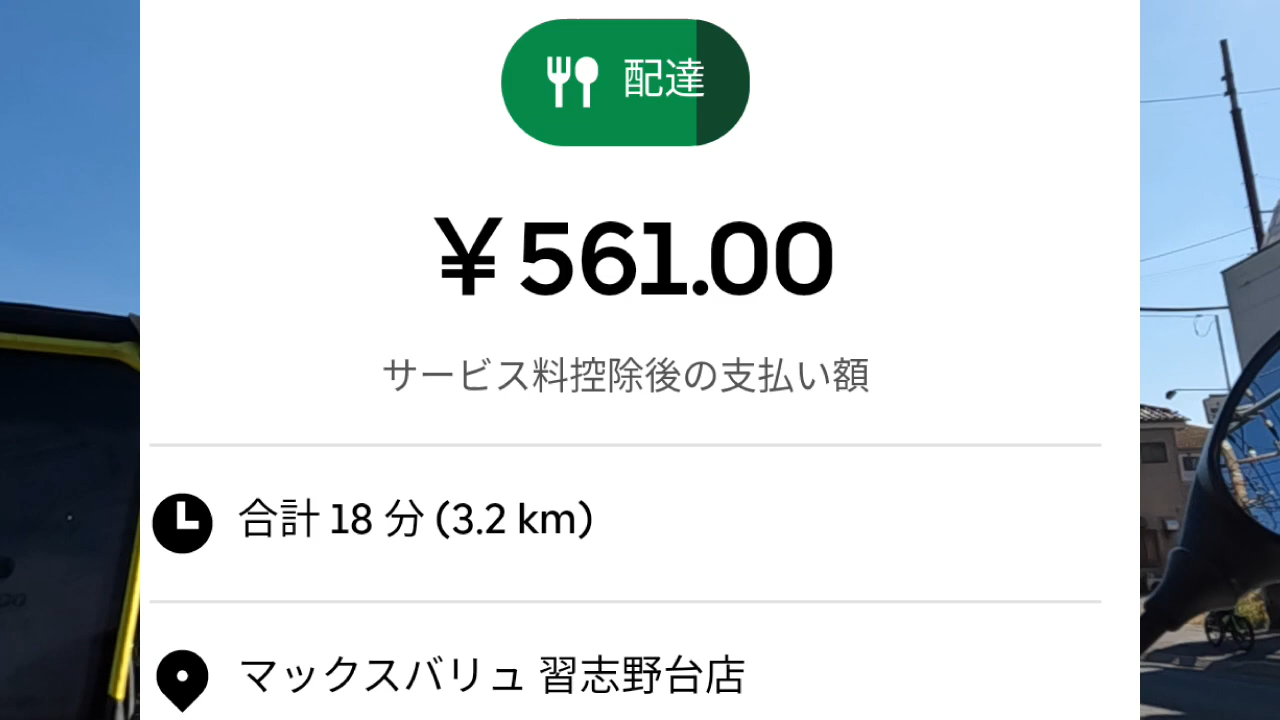 配達
￥561.00
サービス料控除後の支払い額
合計 18 分 (3.2 km)
マックスバリュ 習志野台店